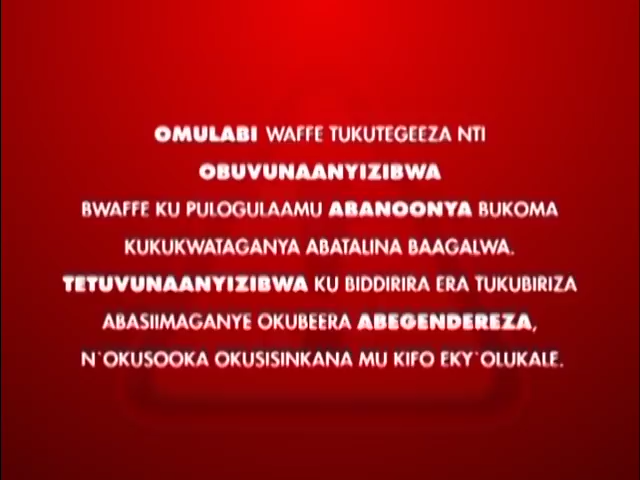 OMULABI WAFFE TUKUTEGEEZA NTI
OBUVUNAANYIZIBWA
BWAFFE KU PULOGULAAMU ABANOONYA BUKOMA
KUKUKWATAGANYA ABATALINA BAAGALWA.
TETUVUNAANYIZIBWA KU BIDDIRIRA ERA TUKUBIRIZA
ABASIIMAGANYE OKUBEERA ABEGENDEREZA,
N`OKUSOOKA OKUSISINKANA MU KIFO EKY`OLUKALE.